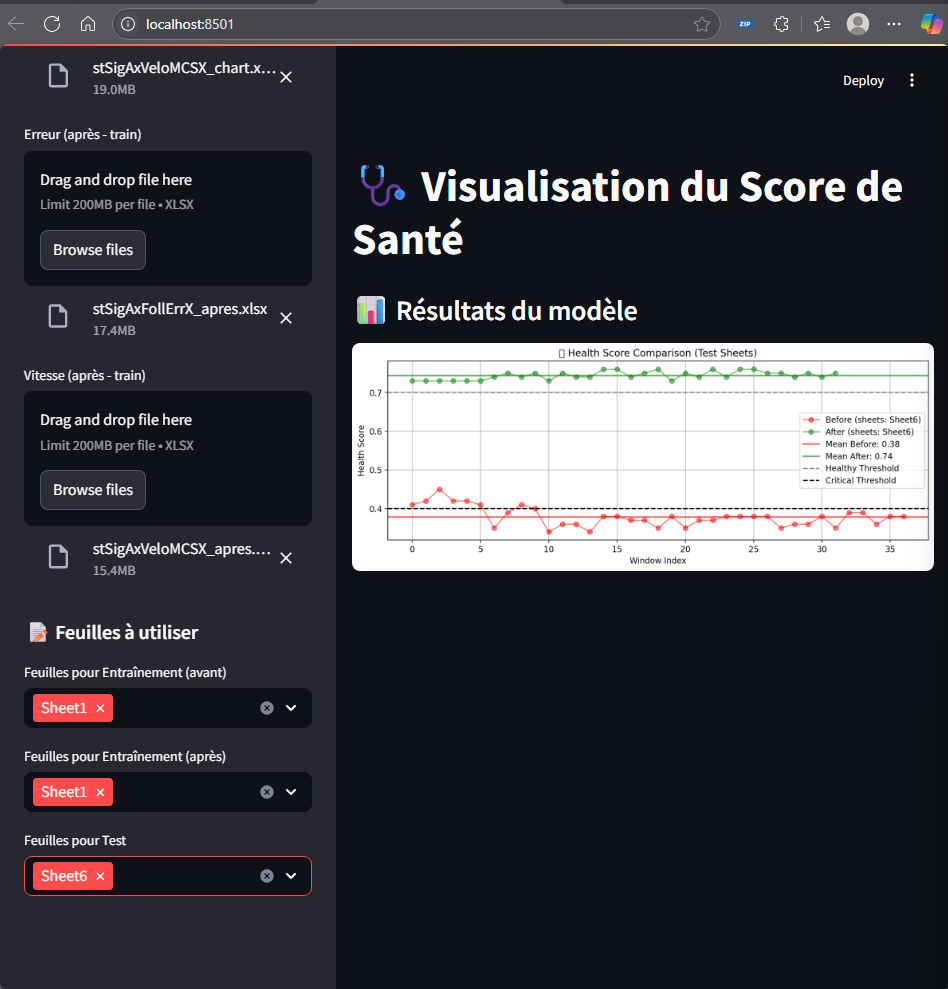 localhost:8501
ZIP
stSigAxVeloMCSX_chart.x...
19.0MB
Erreur (après - train)
Drag and drop file here
Limit 200MB per file • XLSX
Browse files
stSigAxFollErrX_apres.xlsx
17.4MB
Vitesse (après - train)
Drag and drop file here
Limit 200MB per file • XLSX
Browse files
stSigAxVeloMCSX_apres....
15.4MB
Feuilles à utiliser
Feuilles pour Entraînement (avant)
Sheet1
Feuilles pour Entraînement (après)
Sheet1
Feuilles pour Test
Sheet6
Deploy
Visualisation du Score de
Santé
Résultats du modèle
Health Score Comparison (Test Sheets)
Health Score
0.7
0.6
0.5
0.4
Before (sheets: Sheet6)
After (sheets: Sheet6)
Mean Before: 0.38
Mean After: 0.74
Healthy Threshold
Critical Threshold
0 5 10 15 20 25 30 35
Window Index